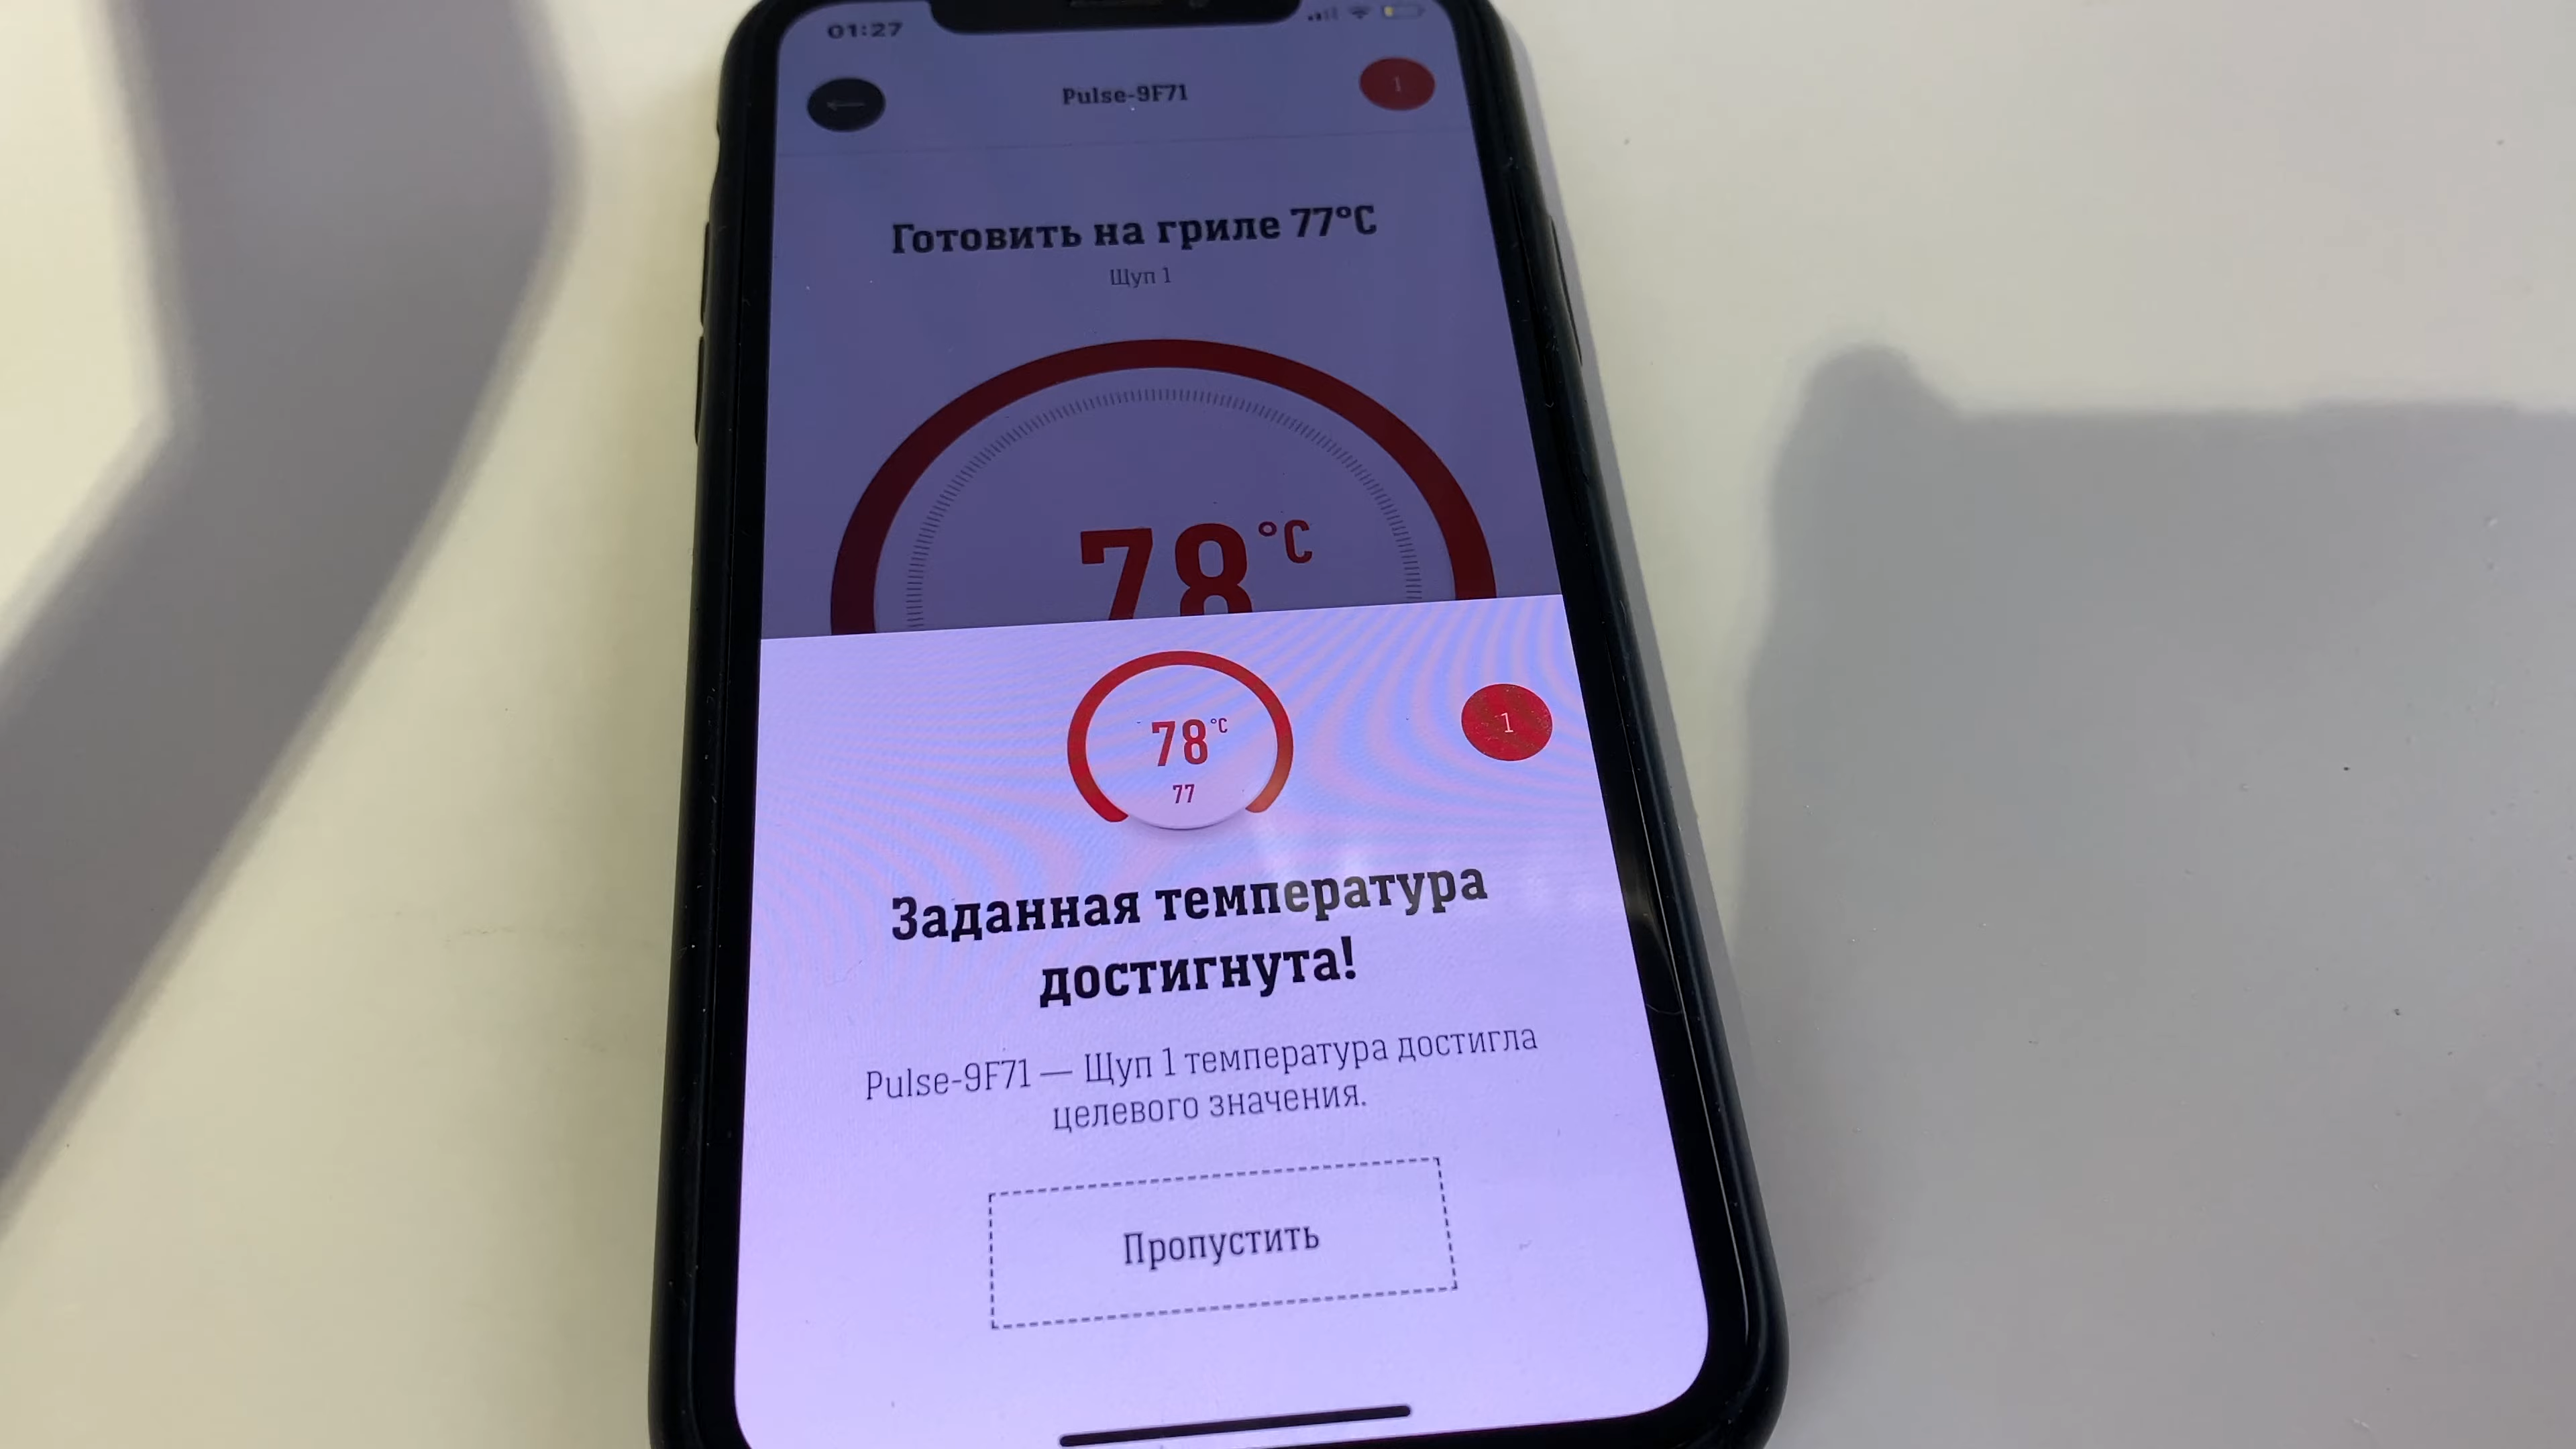 01:27
Pulse-9F71
1
Готовить на гриле 77°C
Щуп 1
78 °C
78 °C
1
77
Заданная температура
достигнута!
Pulse-9F71 — Щуп 1 температура достигла
целевого значения.
Пропустить